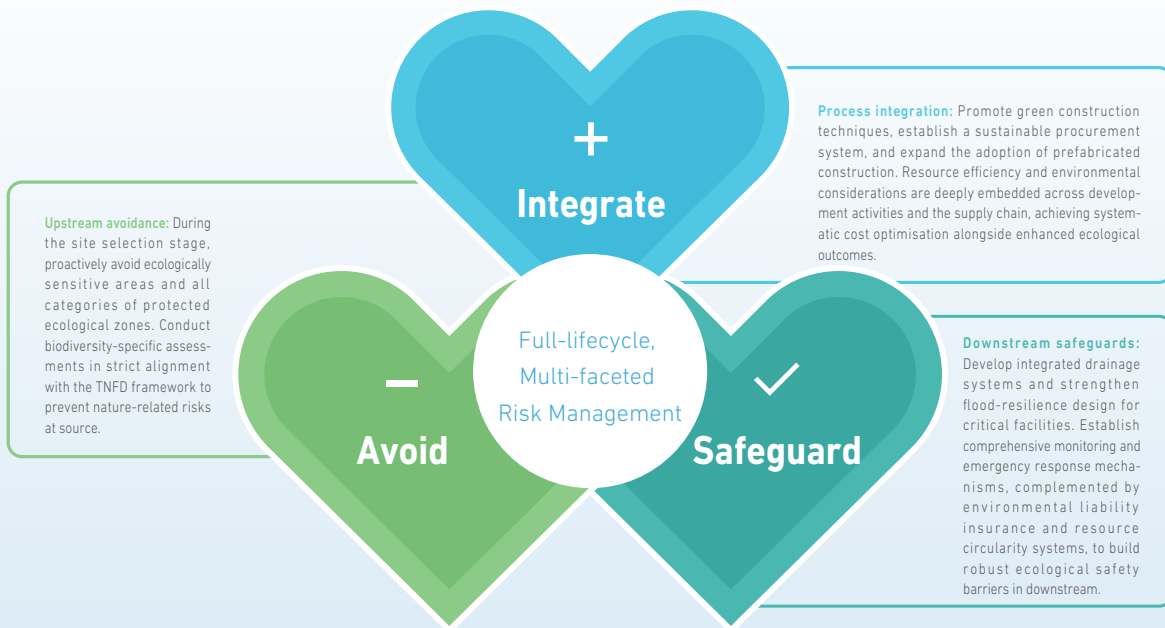 +
Integrate
Process integration: Promote green construction
techniques, establish a sustainable procurement
system, and expand the adoption of prefabricated
construction. Resource efficiency and environmental
considerations are deeply embedded across develop-
ment activities and the supply chain, achieving system-
atic cost optimisation alongside enhanced ecological
outcomes.
Upstream avoidance: During
the site selection stage,
proactively avoid ecologically
sensitive areas and all
categories of protected
ecological zones. Conduct
biodiversity-specific assess-
ments in strict alignment
with the TNFD framework to
prevent nature-related risks
at source.
Avoid
Full-lifecycle,
Multi-faceted
Risk Management
Safeguard
Downstream safeguards:
Develop integrated drainage
systems and strengthen
flood-resilience design for
critical facilities. Establish
comprehensive monitoring and
emergency response mecha-
nisms, complemented by
environmental liability
insurance and resource
circularity systems, to build
robust ecological safety
barriers in downstream.